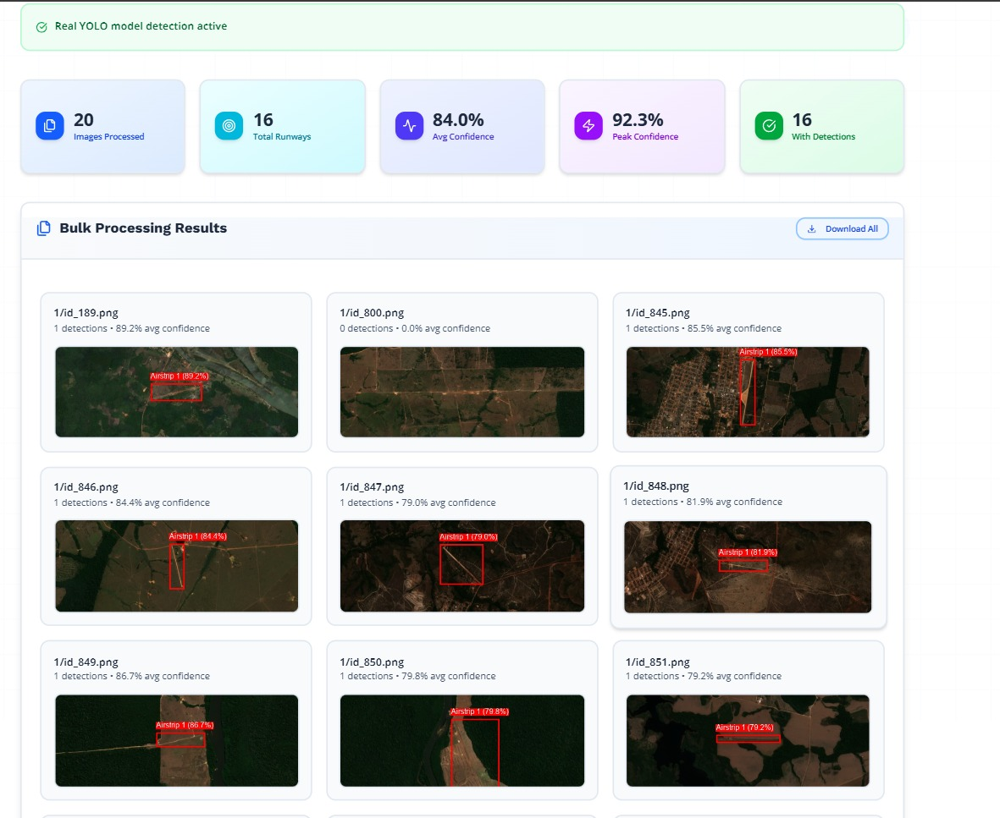 Real YOLO model detection active
20
Images Processed
16
Total Runways
84.0%
Avg Confidence
92.3%
Peak Confidence
16
With Detections
Bulk Processing Results
Download All
1/id_189.png
1 detections • 89.2% avg confidence
Airstrip 1 (89.2%)
1/id_800.png
0 detections • 0.0% avg confidence
1/id_845.png
1 detections • 85.5% avg confidence
Airstrip 1 (85.5%)
1/id_846.png
1 detections • 84.4% avg confidence
Airstrip 1 (84.4%)
1/id_847.png
1 detections • 79.0% avg confidence
Airstrip 1 (79.0%)
1/id_848.png
1 detections • 81.9% avg confidence
Airstrip 1 (81.9%)
1/id_849.png
1 detections • 86.7% avg confidence
Airstrip 1 (86.7%)
1/id_850.png
1 detections • 79.8% avg confidence
Airstrip 1 (79.8%)
1/id_851.png
1 detections • 79.2% avg confidence
Airstrip 1 (79.2%)